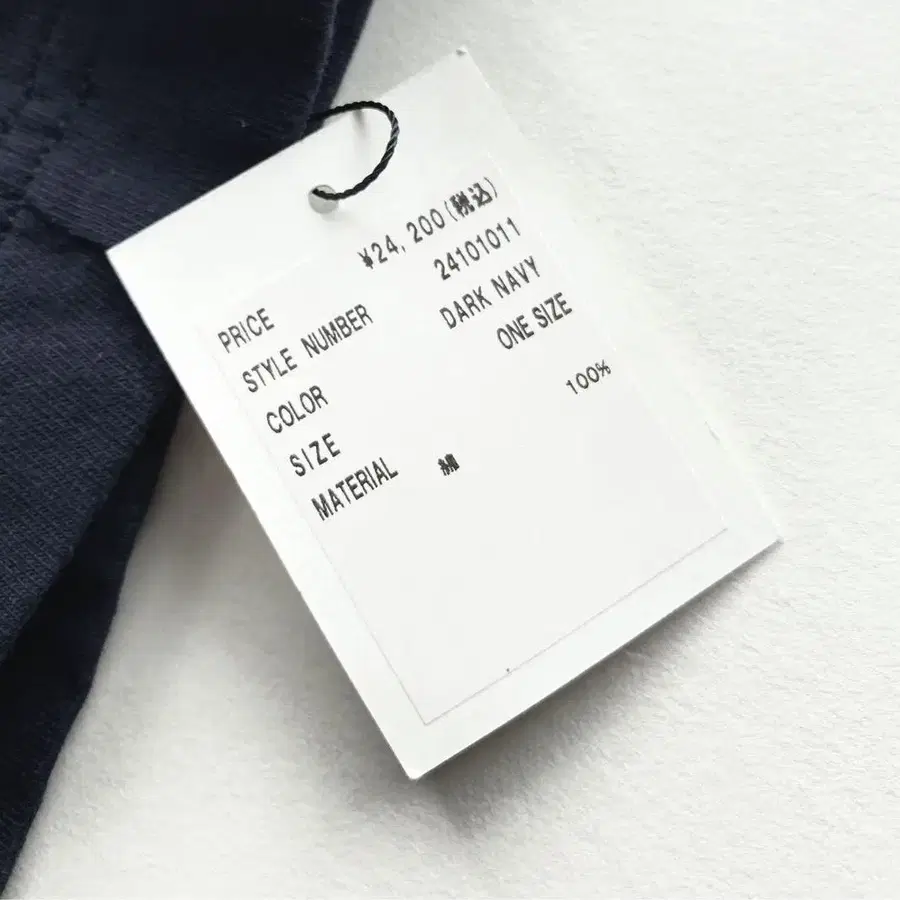 PRICE ¥24,200(税込)
STYLE NUMBER 24101011
COLOR DARK NAVY
SIZE ONE SIZE
MATERIAL 綿 100%